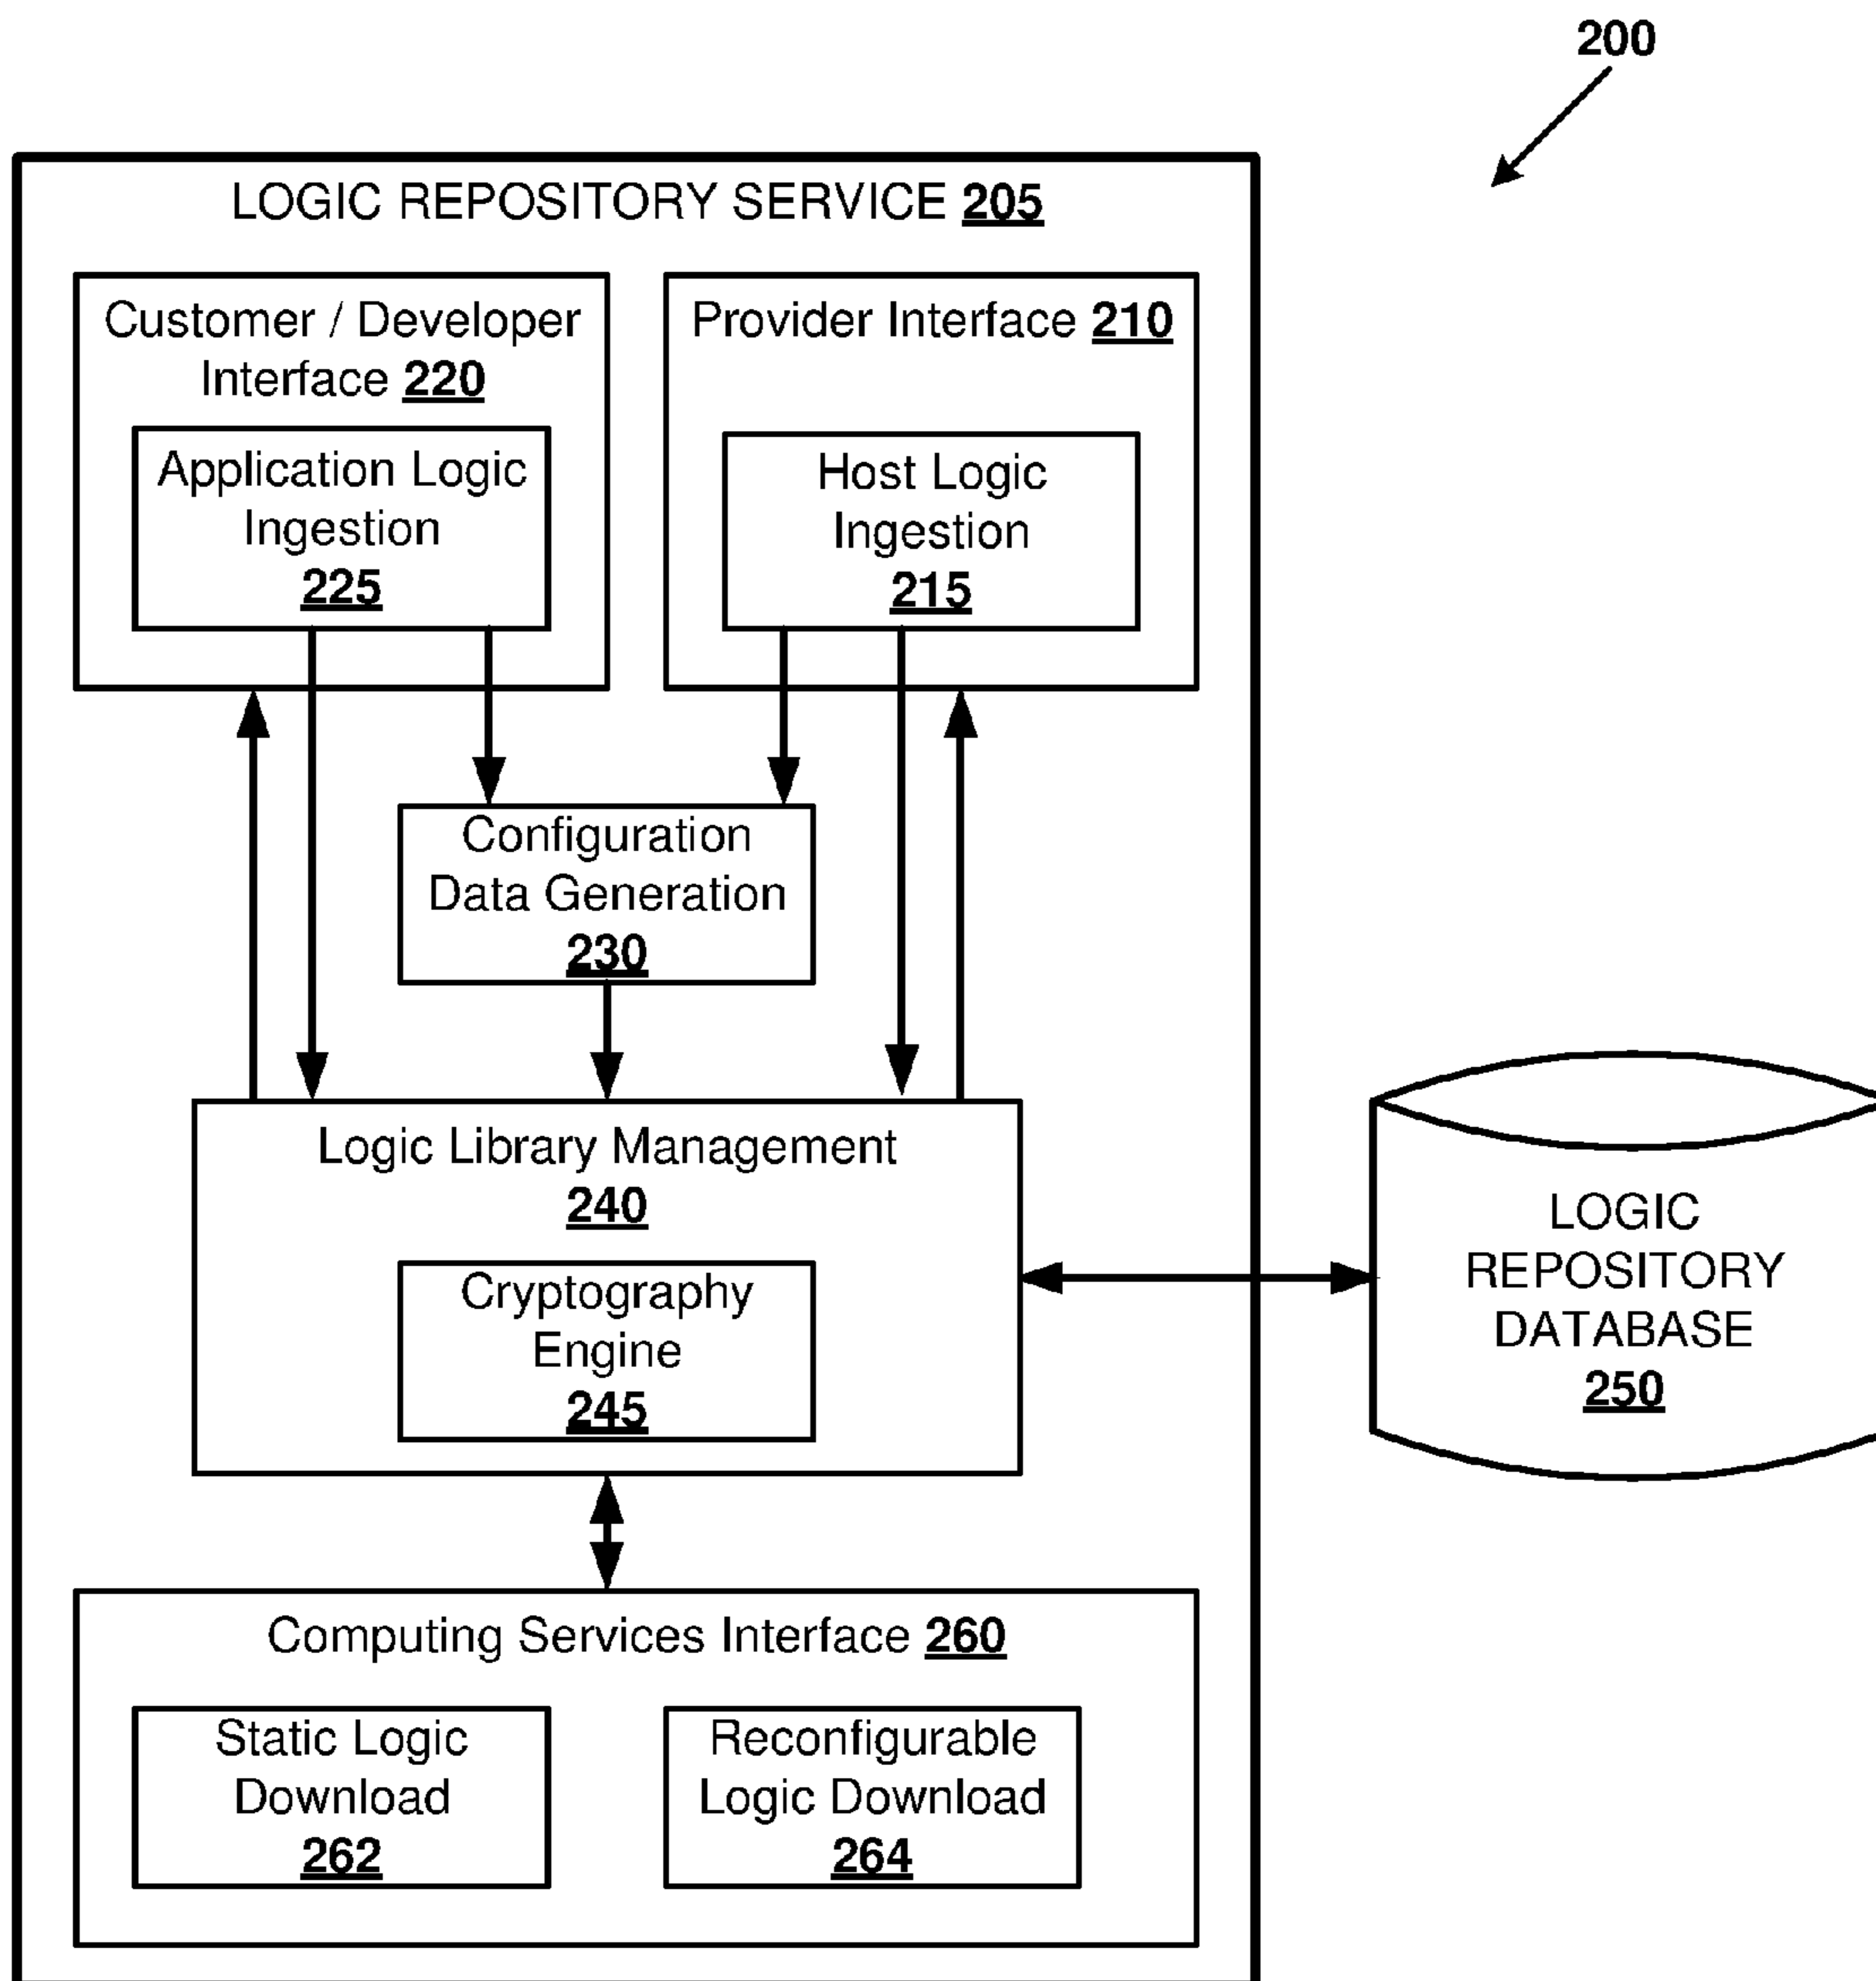 200
LOGIC REPOSITORY SERVICE 205
Customer / Developer
Interface 220
Application Logic
Ingestion
225
Provider Interface 210
Host Logic
Ingestion
215
Configuration
Data Generation
230
Logic Library Management
240
Cryptography
Engine
245
LOGIC
REPOSITORY
DATABASE
250
Computing Services Interface 260
Static Logic
Download
262
Reconfigurable
Logic Download
264